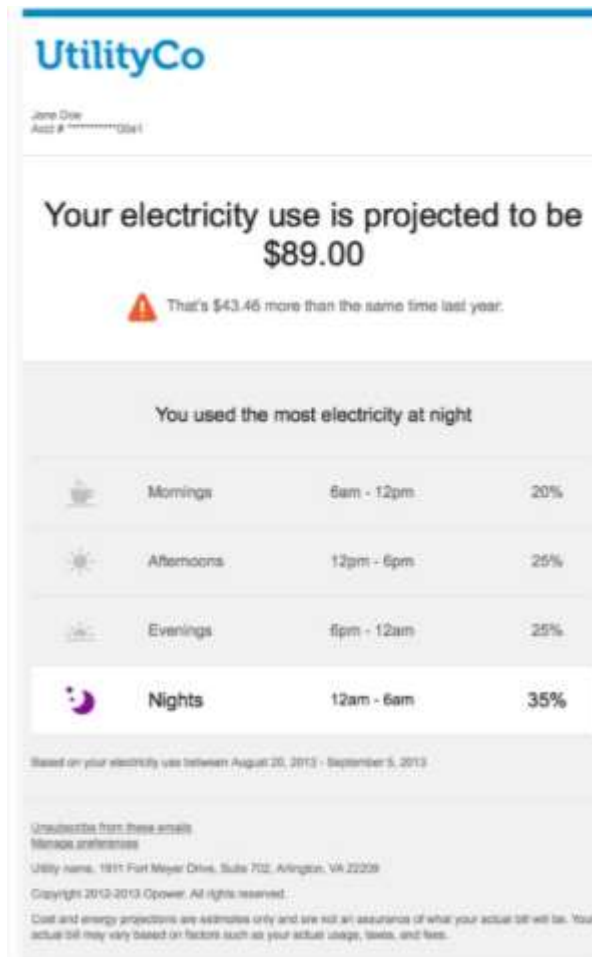 UtilityCo
Jane Doe
Acct #
Your electricity use is projected to be
$89.00
That's $43.46 more than the same time last year.
You used the most electricity at night
Mornings 6am - 12pm 20%
Afternoons 12pm - 6pm 25%
Evenings 6pm - 12am 25%
Nights 12am - 6am 35%
Based on your electricity use between August 20, 2013 - September 5, 2013
Unsubscribe from these emails
Manage preferences
Utility name, 1911 Fort Meyer Drive, Suite 702, Arlington, VA 22209
Copyright 2012-2013 Opower. All rights reserved.
Cost and energy projections are estimates only and are not an assurance of what your actual bill will be. Your
actual bill may vary based on factors such as your actual usage, taxes, and fees.